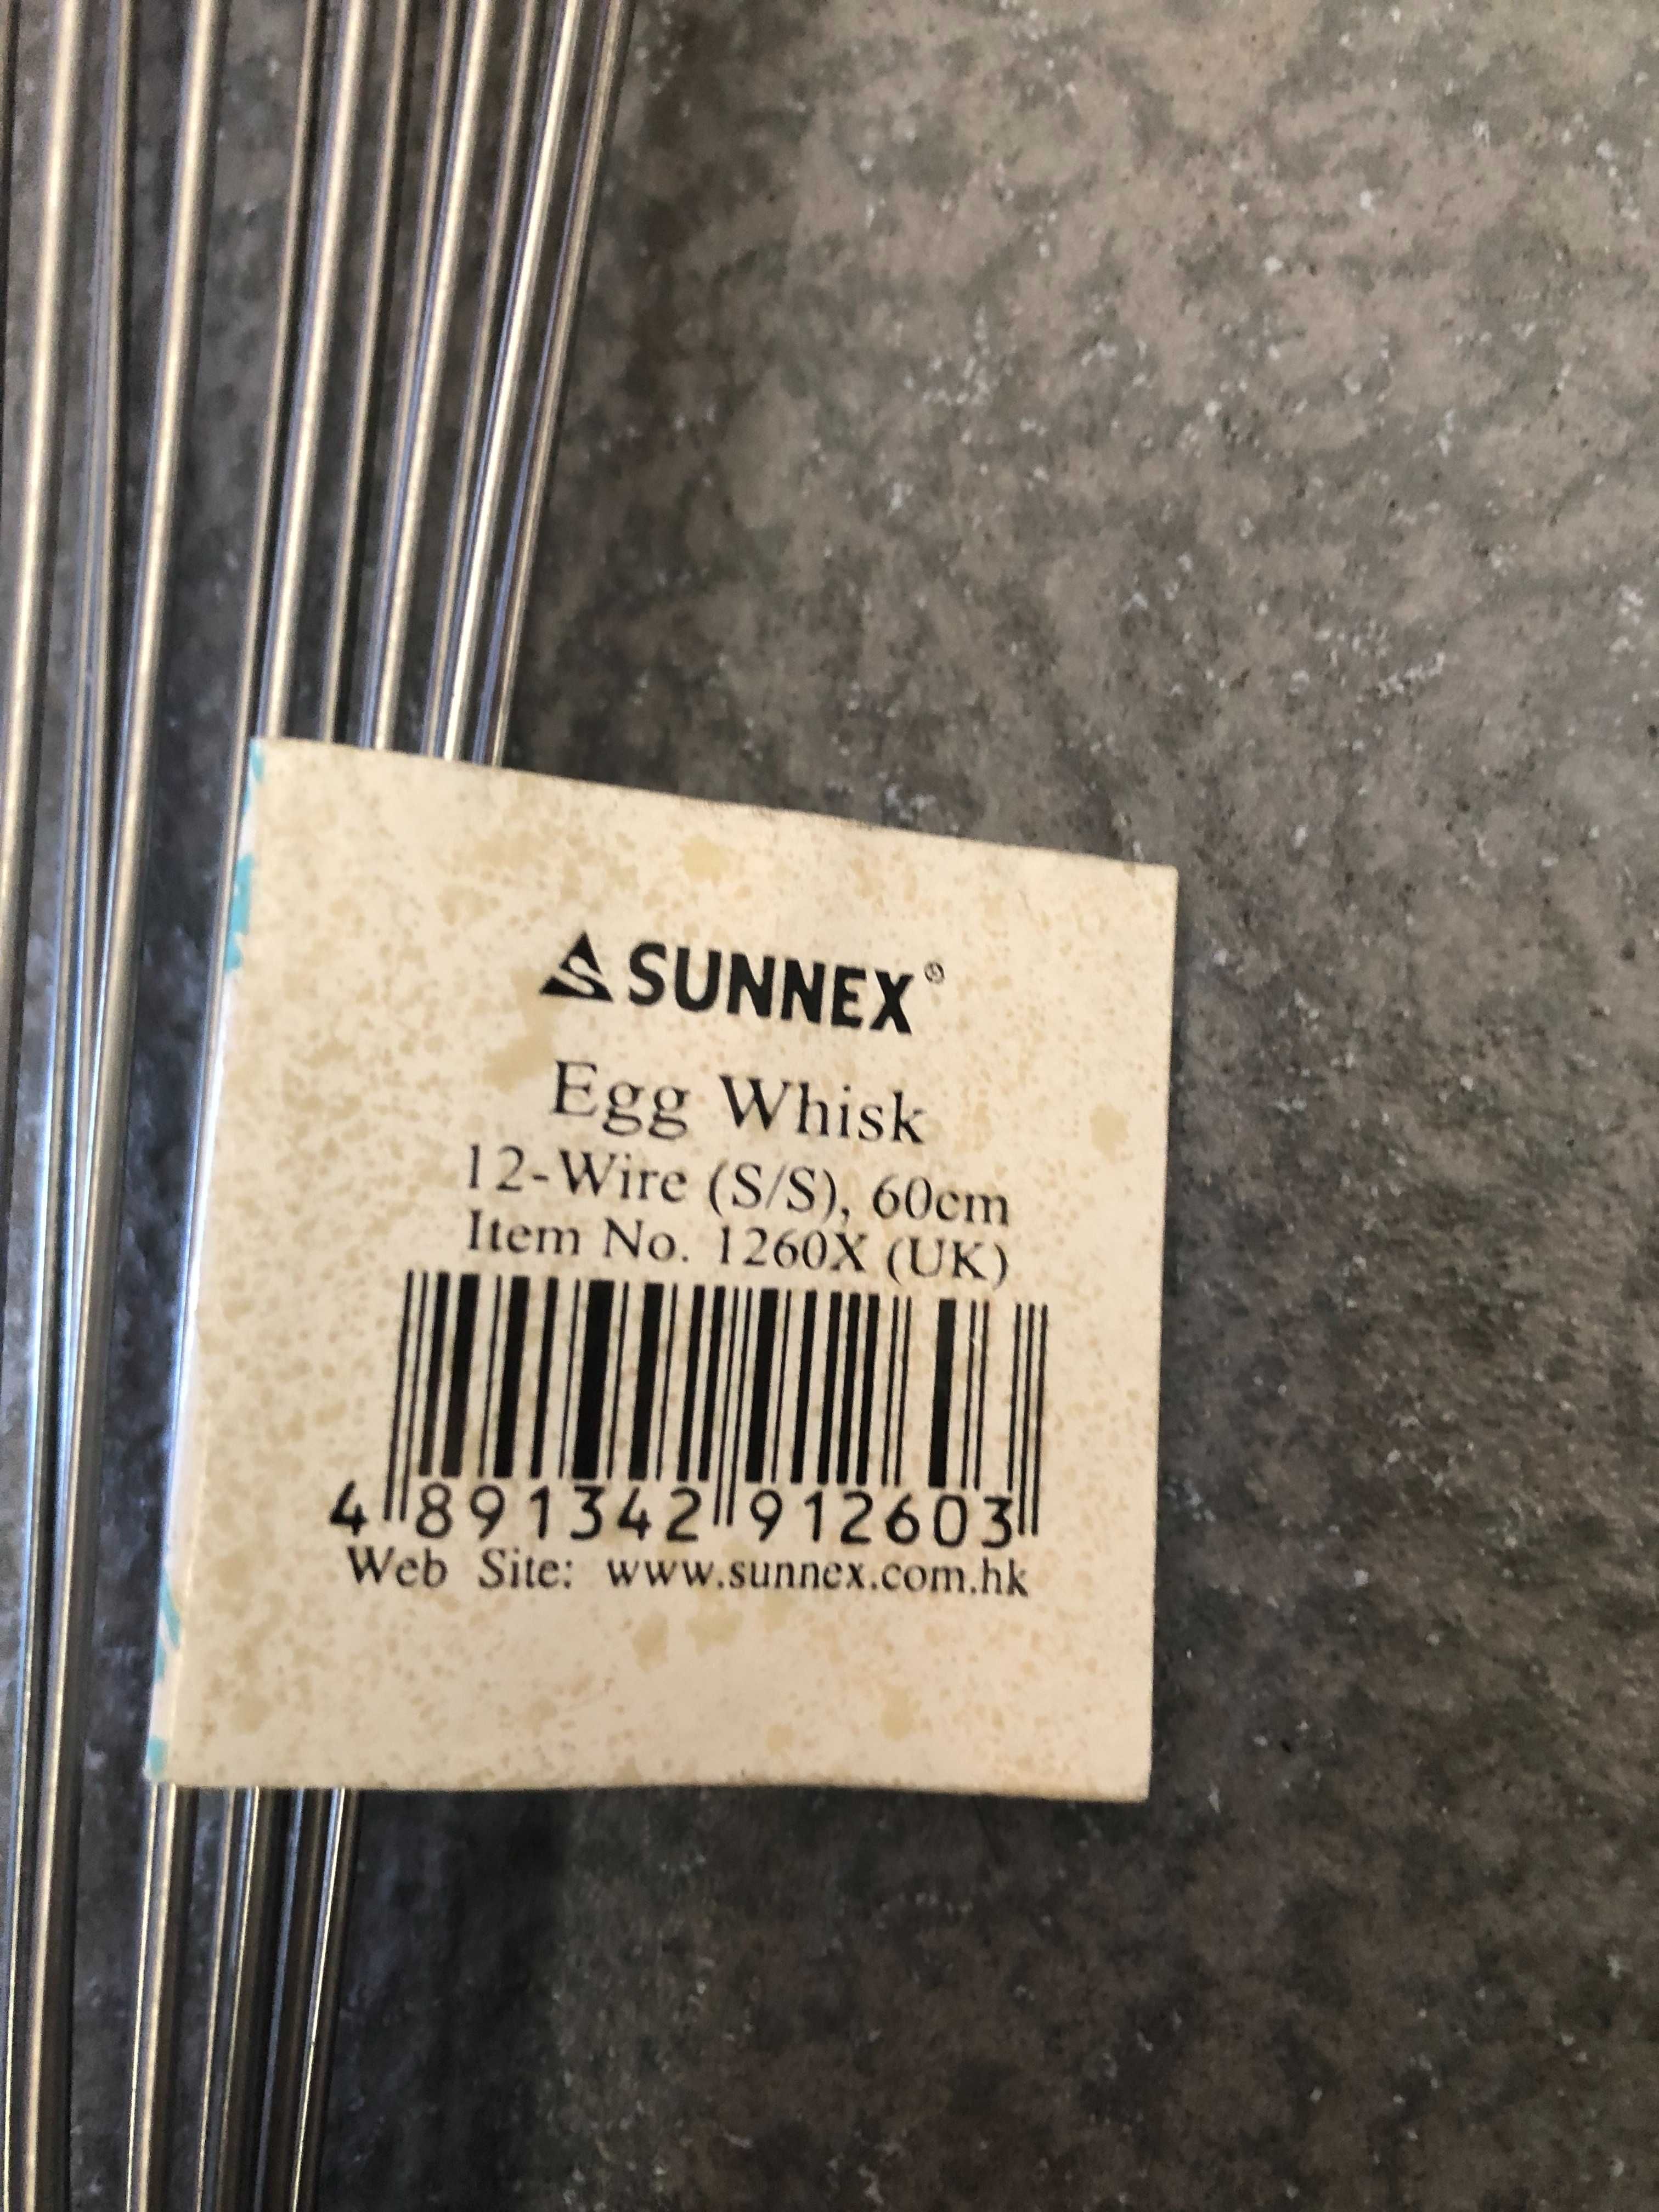 SUNNEX®
Egg Whisk
12-Wire (S/S), 60cm
Item No. 1260X (UK)
4 891342 912603
Web Site: www.sunnex.com.hk